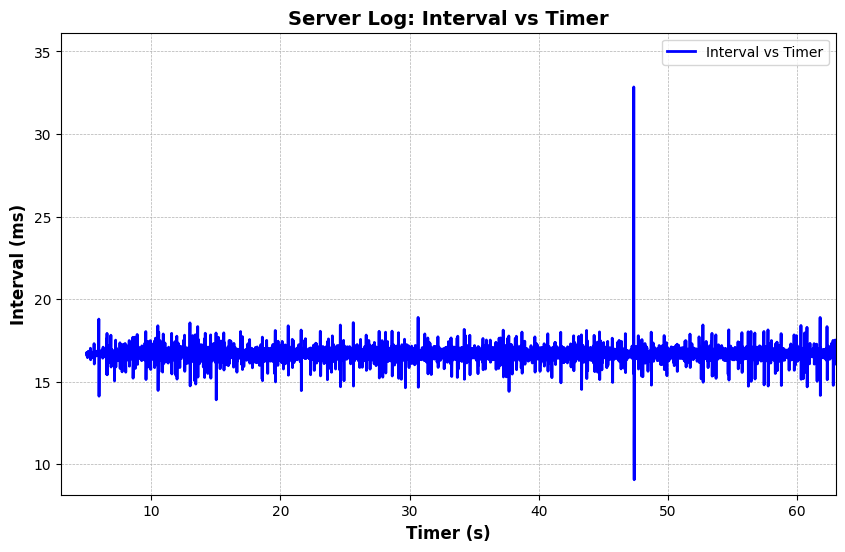 Server Log: Interval vs Timer
Interval vs Timer
35
30
25
20
15
10
Interval (ms)
10 20 30 40 50 60
Timer (s)